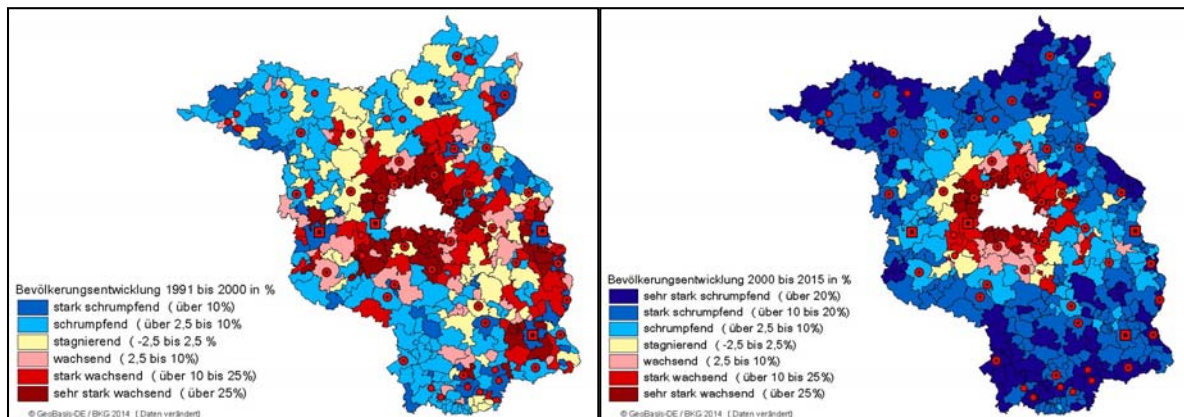 Bevölkerungsentwicklung 1991 bis 2000 in %
stark schrumpfend ( über 10%)
schrumpfend ( über 2,5 bis 10%
stagnierend ( -2,5 bis 2,5 %
wachsend ( 2,5 bis 10%)
stark wachsend ( über 10 bis 25%)
sehr stark wachsend ( über 25%)
© GeoBasis-DE / BKG 2014 [ Daten verändert]
Bevölkerungsentwicklung 2000 bis 2015 in %
sehr stark schrumpfend ( über 20%)
stark schrumpfend ( über 10 bis 20%)
schrumpfend ( über 2,5 bis 10%)
stagnierend ( -2,5 bis 2,5%)
wachsend ( 2,5 bis 10%)
stark wachsend ( über 10 bis 25%)
sehr stark wachsend ( über 25%)
© GeoBasis-DE / BKG 2014 [ Daten verändert]